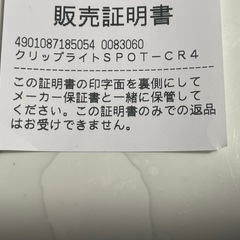 販売証明書
4901087185054 0083060
クリップライトSPOT－CR4
この証明書の印字面を裏側にして
メーカー保証書と一緒に保管して
ください。この証明書のみでの返品
はお受けできません。